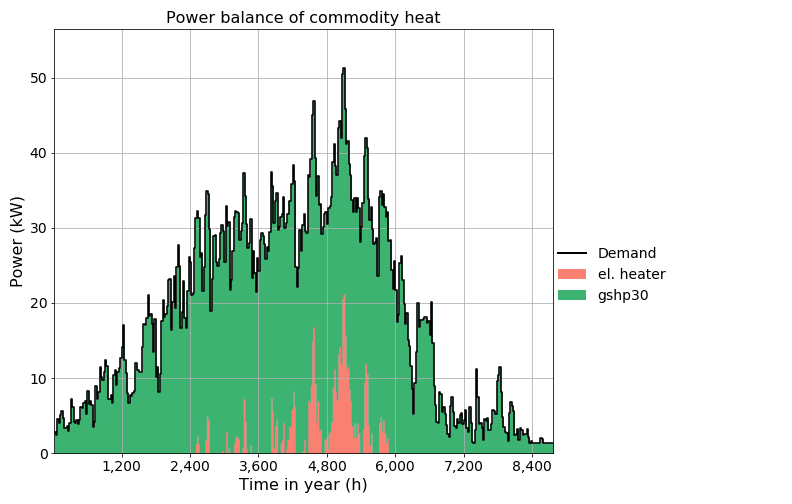 Power balance of commodity heat
Power (kW)
50
40
30
20
10
0
1,200 2,400 3,600 4,800 6,000 7,200 8,400
Time in year (h)
Demand
el. heater
gshp30